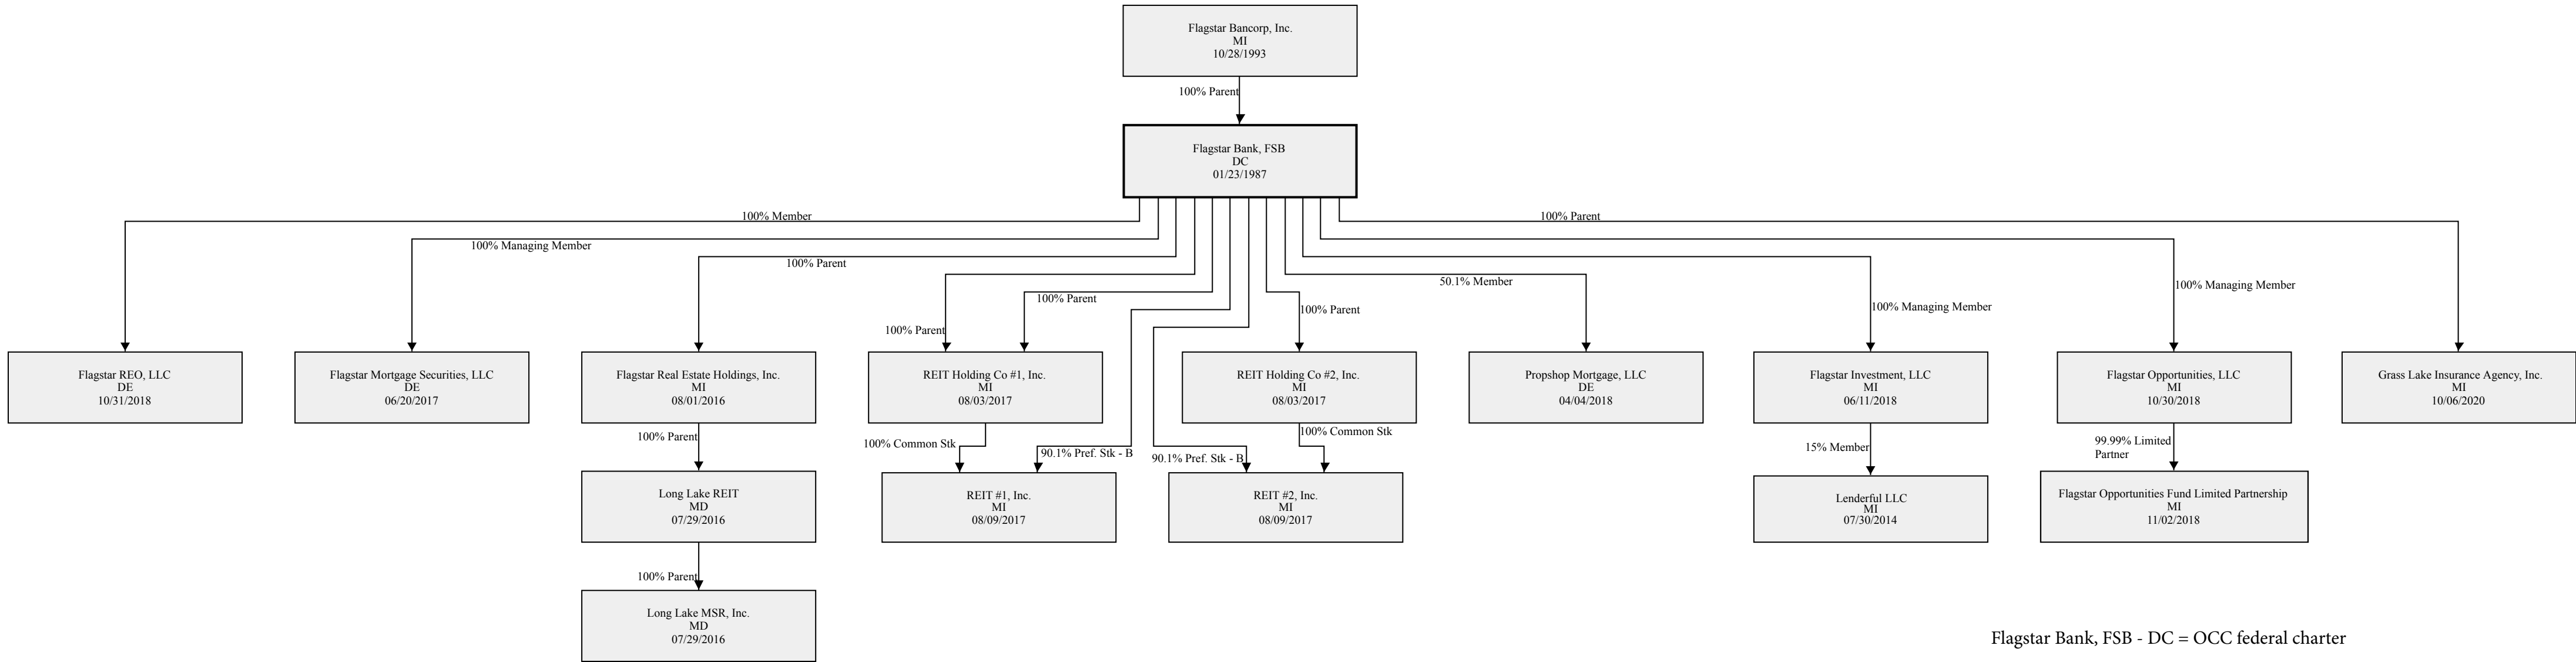 Flagstar Bancorp, Inc.
MI
10/28/1993
100% Parent
Flagstar Bank, FSB
DC
01/23/1987
100% Member
100% Parent
100% Managing Member
100% Parent
50.1% Member
100% Managing Member
100% Parent
100% Managing Member
100% Parent
100% Parent
Flagstar REO, LLC
DE
10/31/2018
Flagstar Mortgage Securities, LLC
DE
06/20/2017
Flagstar Real Estate Holdings, Inc.
MI
08/01/2016
REIT Holding Co #1, Inc.
MI
08/03/2017
REIT Holding Co #2, Inc.
MI
08/03/2017
Propshop Mortgage, LLC
DE
04/04/2018
Flagstar Investment, LLC
MI
06/11/2018
Flagstar Opportunities, LLC
MI
10/30/2018
Grass Lake Insurance Agency, Inc.
MI
10/06/2020
100% Parent
100% Common Stk
90.1% Pref. Stk - B
90.1% Pref. Stk - B
100% Common Stk
15% Member
99.99% Limited
Partner
Long Lake REIT
MD
07/29/2016
REIT #1, Inc.
MI
08/09/2017
REIT #2, Inc.
MI
08/09/2017
Lenderful LLC
MI
07/30/2014
Flagstar Opportunities Fund Limited Partnership
MI
11/02/2018
100% Parent
Long Lake MSR, Inc.
MD
07/29/2016
Flagstar Bank, FSB - DC = OCC federal charter